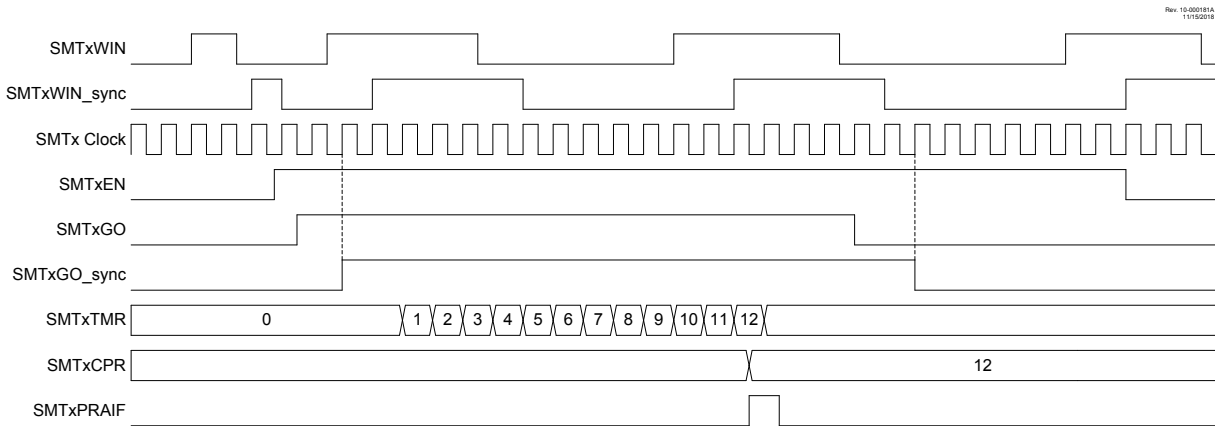 Rev. 10-000181A
11/15/2018
SMTxWIN
SMTxWIN_sync
SMTx Clock
SMTxEN
SMTxGO
SMTxGO_sync
SMTxTMR 0 1 2 3 4 5 6 7 8 9 10 11 12
SMTxCPR 12
SMTxPRAIF